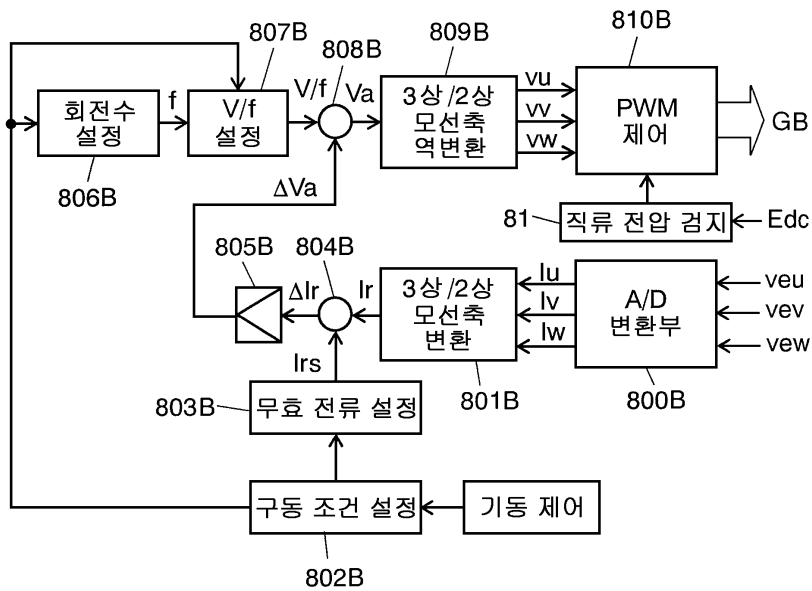 807B
808B
809B
810B
회전수
설정
f
V/f
설정
V/f
Va
3상/2상
모선축
역변환
vu
vv
vw
PWM
제어
GB
806B
ΔVa
81
직류 전압 검지
Edc
805B
804B
ΔIr
Ir
3상/2상
모선축
변환
Iu
Iv
Iw
A/D
변환부
veu
vev
vew
Irs
801B
800B
803B
무효 전류 설정
구동 조건 설정
기동 제어
802B